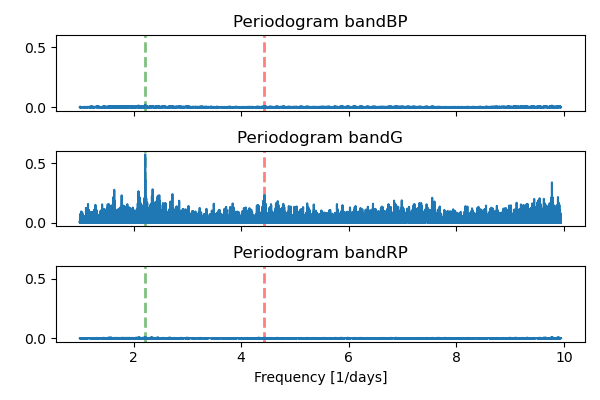 Periodogram bandBP
0.5
0.0
Periodogram bandG
0.5
0.0
Periodogram bandRP
0.5
0.0
2 4 6 8 10
Frequency [1/days]